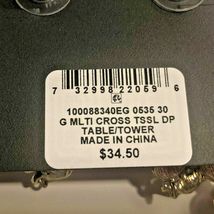 7 32998 22059 6
100088340EG 0535 30
G MLTI CROSS TSSL DP
TABLE/TOWER
MADE IN CHINA
$34.50